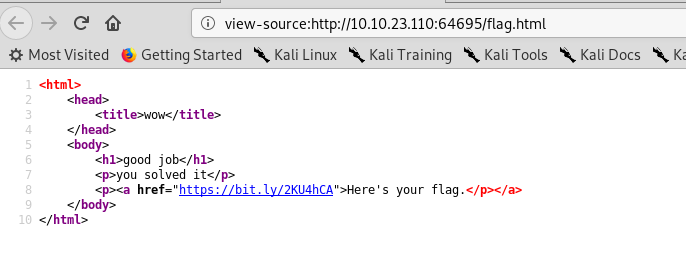 view-source:http://10.10.23.110:64695/flag.html
Most Visited Getting Started Kali Linux Kali Training Kali Tools Kali Docs Ka
1 <html>
2 <head>
3 <title>wow</title>
4 </head>
5 <body>
6 <h1>good job</h1>
7 <p>you solved it</p>
8 <p><a href="https://bit.ly/2KU4hCA">Here's your flag.</p></a>
9 </body>
10 </html>